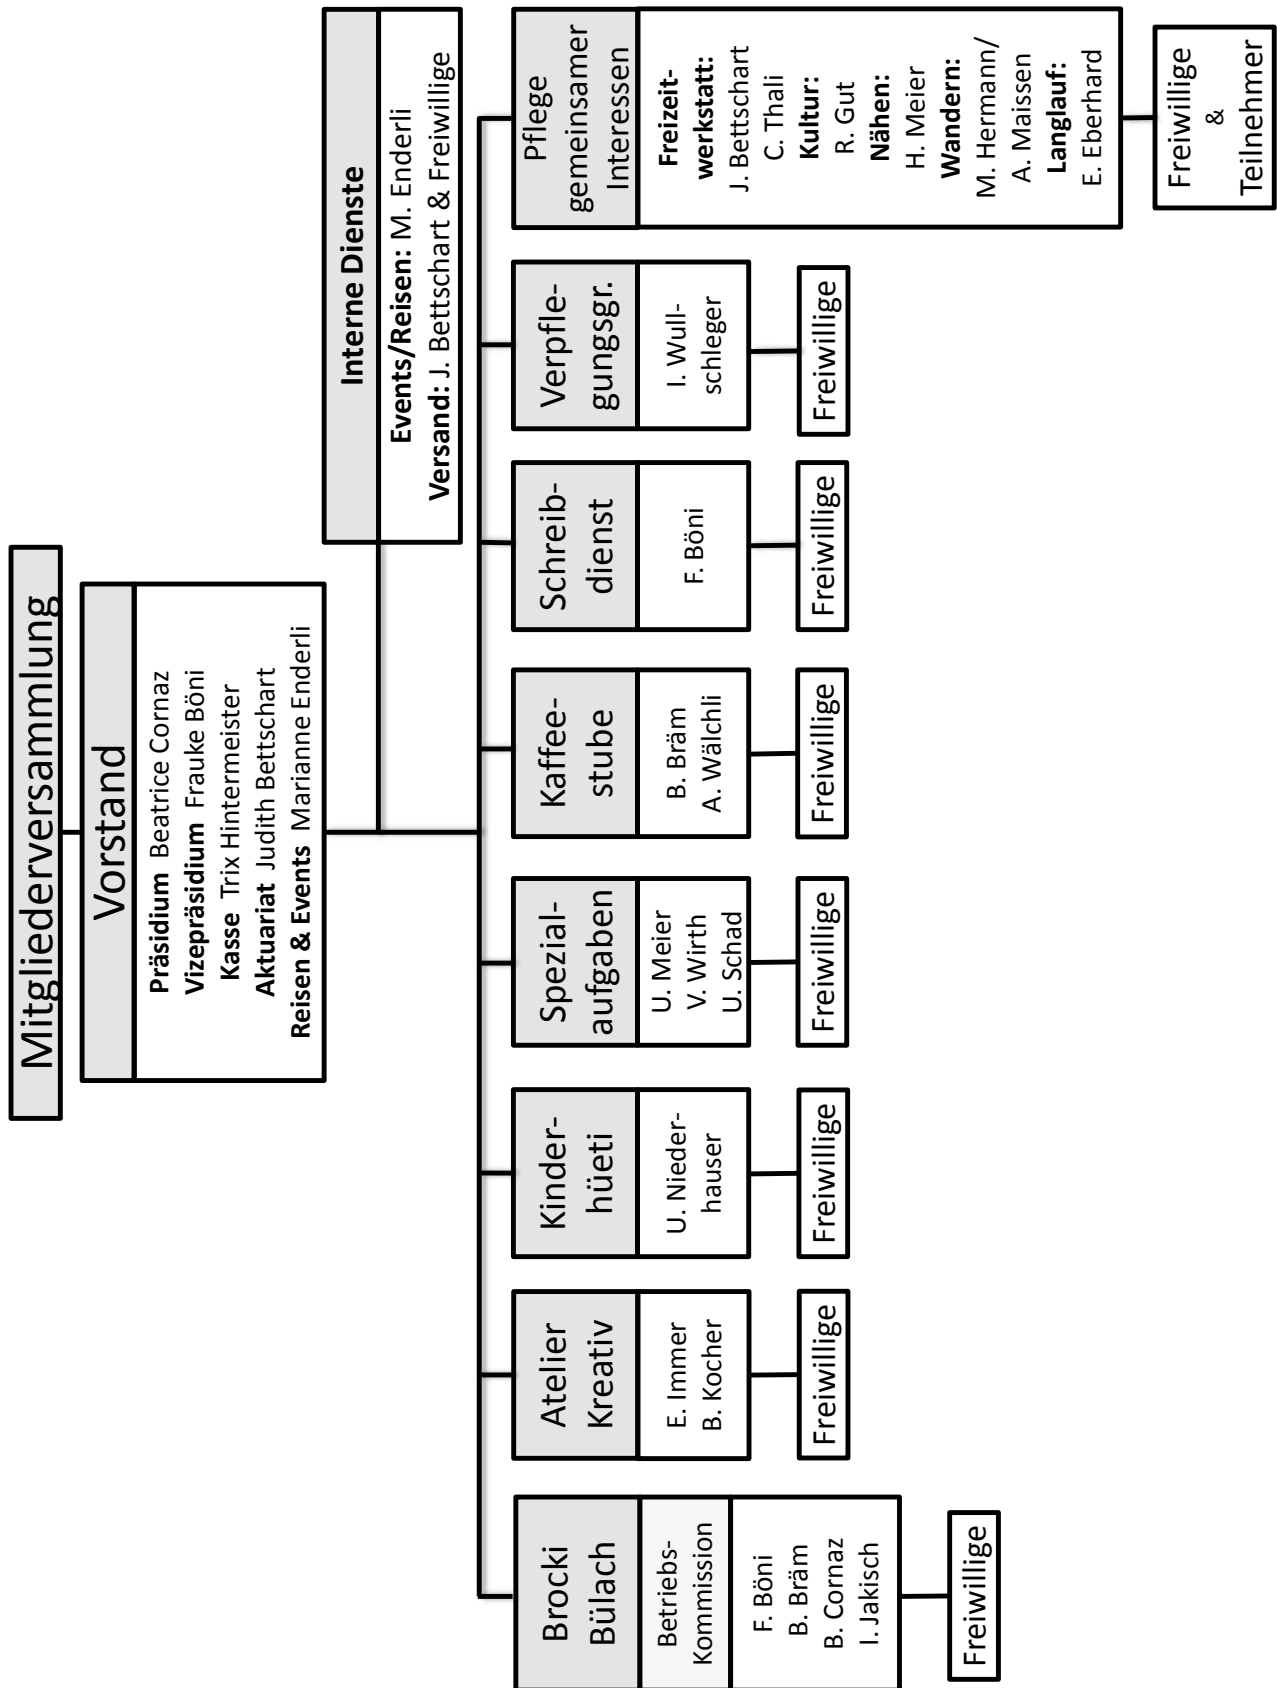 Mitgliederversammlung
Vorstand
Präsidium Beatrice Cornaz
Vizepräsidium Frauke Böni
Kasse Trix Hintermeister
Aktuariat Judith Bettschart
Reisen & Events Marianne Enderli
Interne Dienste
Events/Reisen: M. Enderli
Versand: J. Bettschart & Freiwillige
Brocki
Bülach
Betriebs-
Kommission
F. Böni
B. Bräm
B. Cornaz
I. Jakisch
Freiwillige
Atelier
Kreativ
E. Immer
B. Kocher
Freiwillige
Kinder-
hüeti
U. Nieder-
hauser
Freiwillige
Spezial-
aufgaben
U. Meier
V. Wirth
U. Schad
Freiwillige
Kaffee-
stube
B. Bräm
A. Wälchli
Freiwillige
Schreib-
dienst
F. Böni
Freiwillige
Verpfle-
gungsgr.
I. Wull-
schleger
Freiwillige
Pflege
gemeinsamer
Interessen
Freizeit-
werkstatt:
J. Bettschart
C. Thali
Kultur:
R. Gut
Nähen:
H. Meier
Wandern:
M. Hermann/
A. Maissen
Langlauf:
E. Eberhard
Freiwillige
&
Teilnehmer